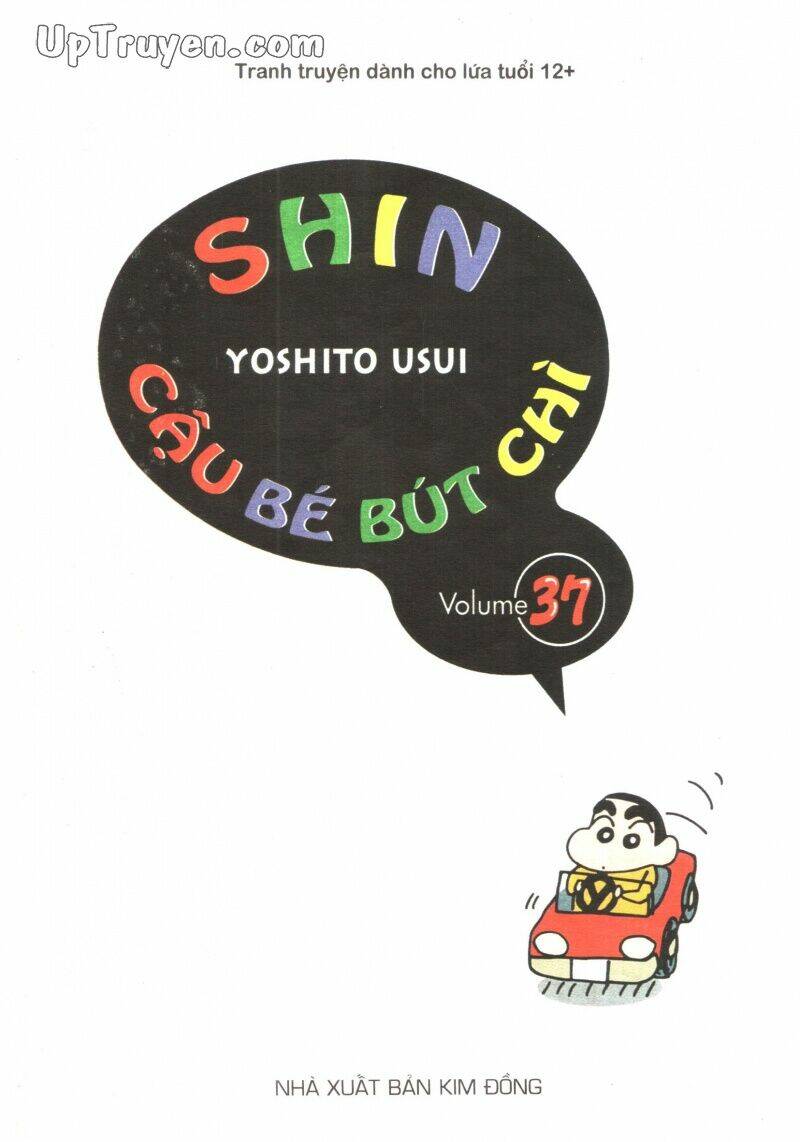 UpTruyen.com
Tranh truyện dành cho lứa tuổi 12+
SHIN
YOSHITO USUI
CẬU BÉ BÚT CHÌ
Volume 37
NHÀ XUẤT BẢN KIM ĐỒNG